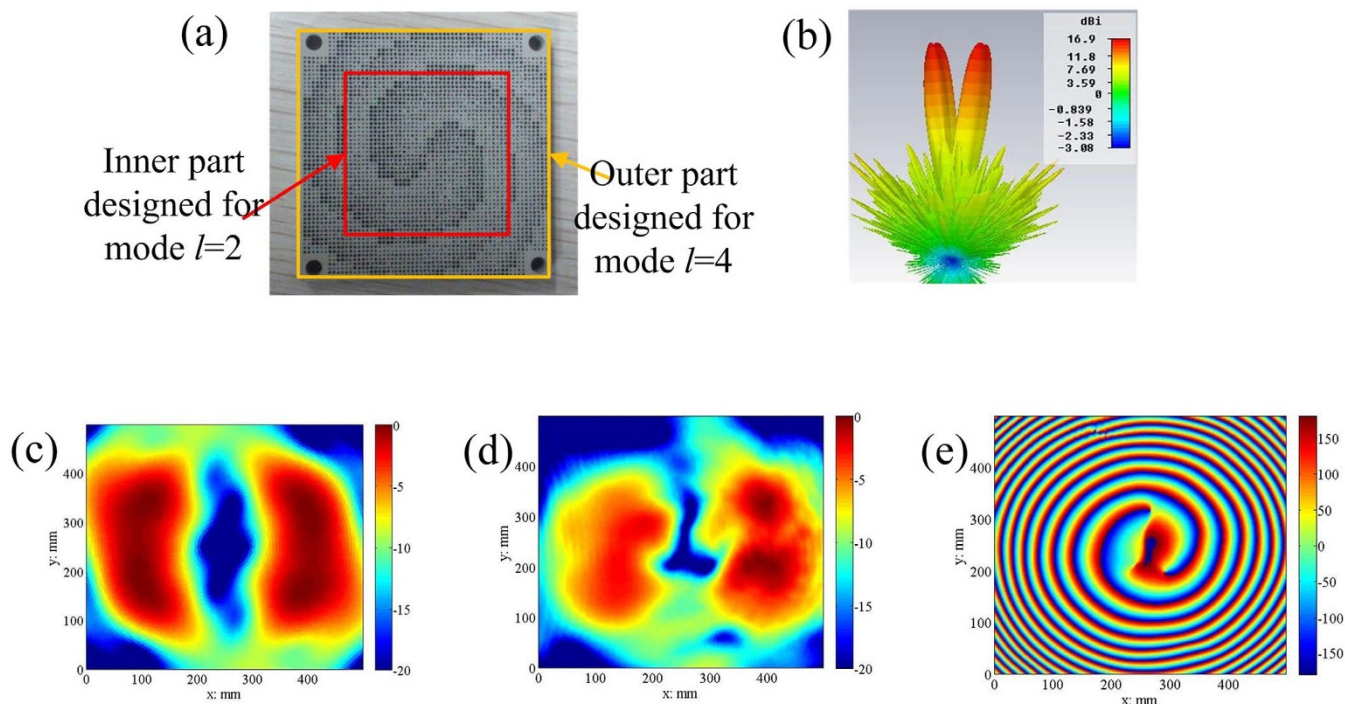 (a)
Inner part
designed for
mode l=2
Outer part
designed for
mode l=4
(b)
dBi
16.9
11.8
7.69
3.59
0
-0.839
-1.58
-2.33
-3.08
(c)
y: mm
400
300
200
100
0
0 100 200 300 400
x: mm
0
-5
-10
-15
-20
(d)
y: mm
400
300
200
100
0
0 100 200 300 400
x: mm
0
-5
-10
-15
-20
(e)
y: mm
400
300
200
100
0
0 100 200 300 400
x: mm
150
100
50
0
-50
-100
-150